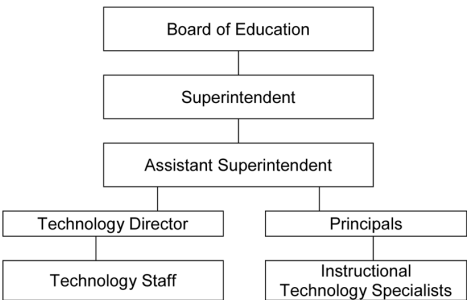 Board of Education
Superintendent
Assistant Superintendent
Technology Director
Principals
Technology Staff
Instructional
Technology Specialists